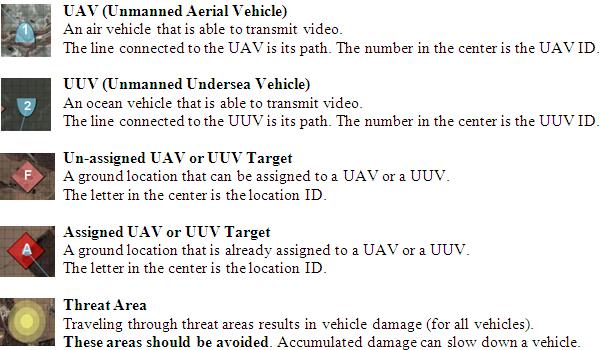 UAV (Unmanned Aerial Vehicle)
1
An air vehicle that is able to transmit video.
The line connected to the UAV is its path. The number in the center is the UAV ID.
UUV (Unmanned Undersea Vehicle)
2
An ocean vehicle that is able to transmit video.
The line connected to the UUV is its path. The number in the center is the UUV ID.
Un-assigned UAV or UUV Target
F
A ground location that can be assigned to a UAV or a UUV.
The letter in the center is the location ID.
Assigned UAV or UUV Target
A
A ground location that is already assigned to a UAV or a UUV.
The letter in the center is the location ID.
Threat Area
Traveling through threat areas results in vehicle damage (for all vehicles).
These areas should be avoided. Accumulated damage can slow down a vehicle.